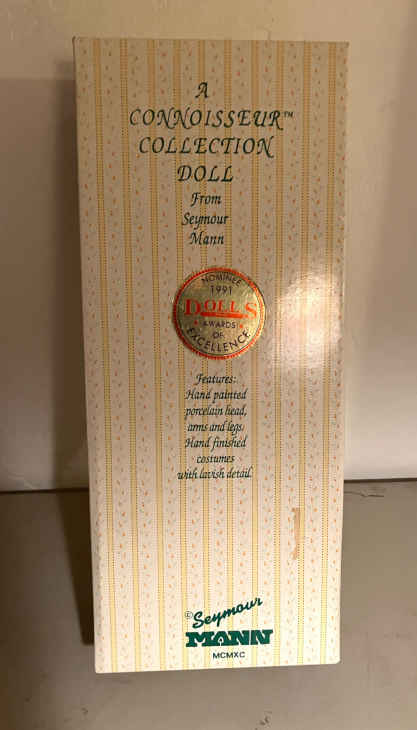 A
CONNOISSEUR™
COLLECTION
DOLL
From
Seymour
Mann
NOMINEE
1991
DOLLS
AWARDS
OF
EXCELLENCE
Features:
Hand painted
porcelain head,
arms and legs.
Hand finished
costumes
with lavish detail.
© Seymour
MANN
MCMXC